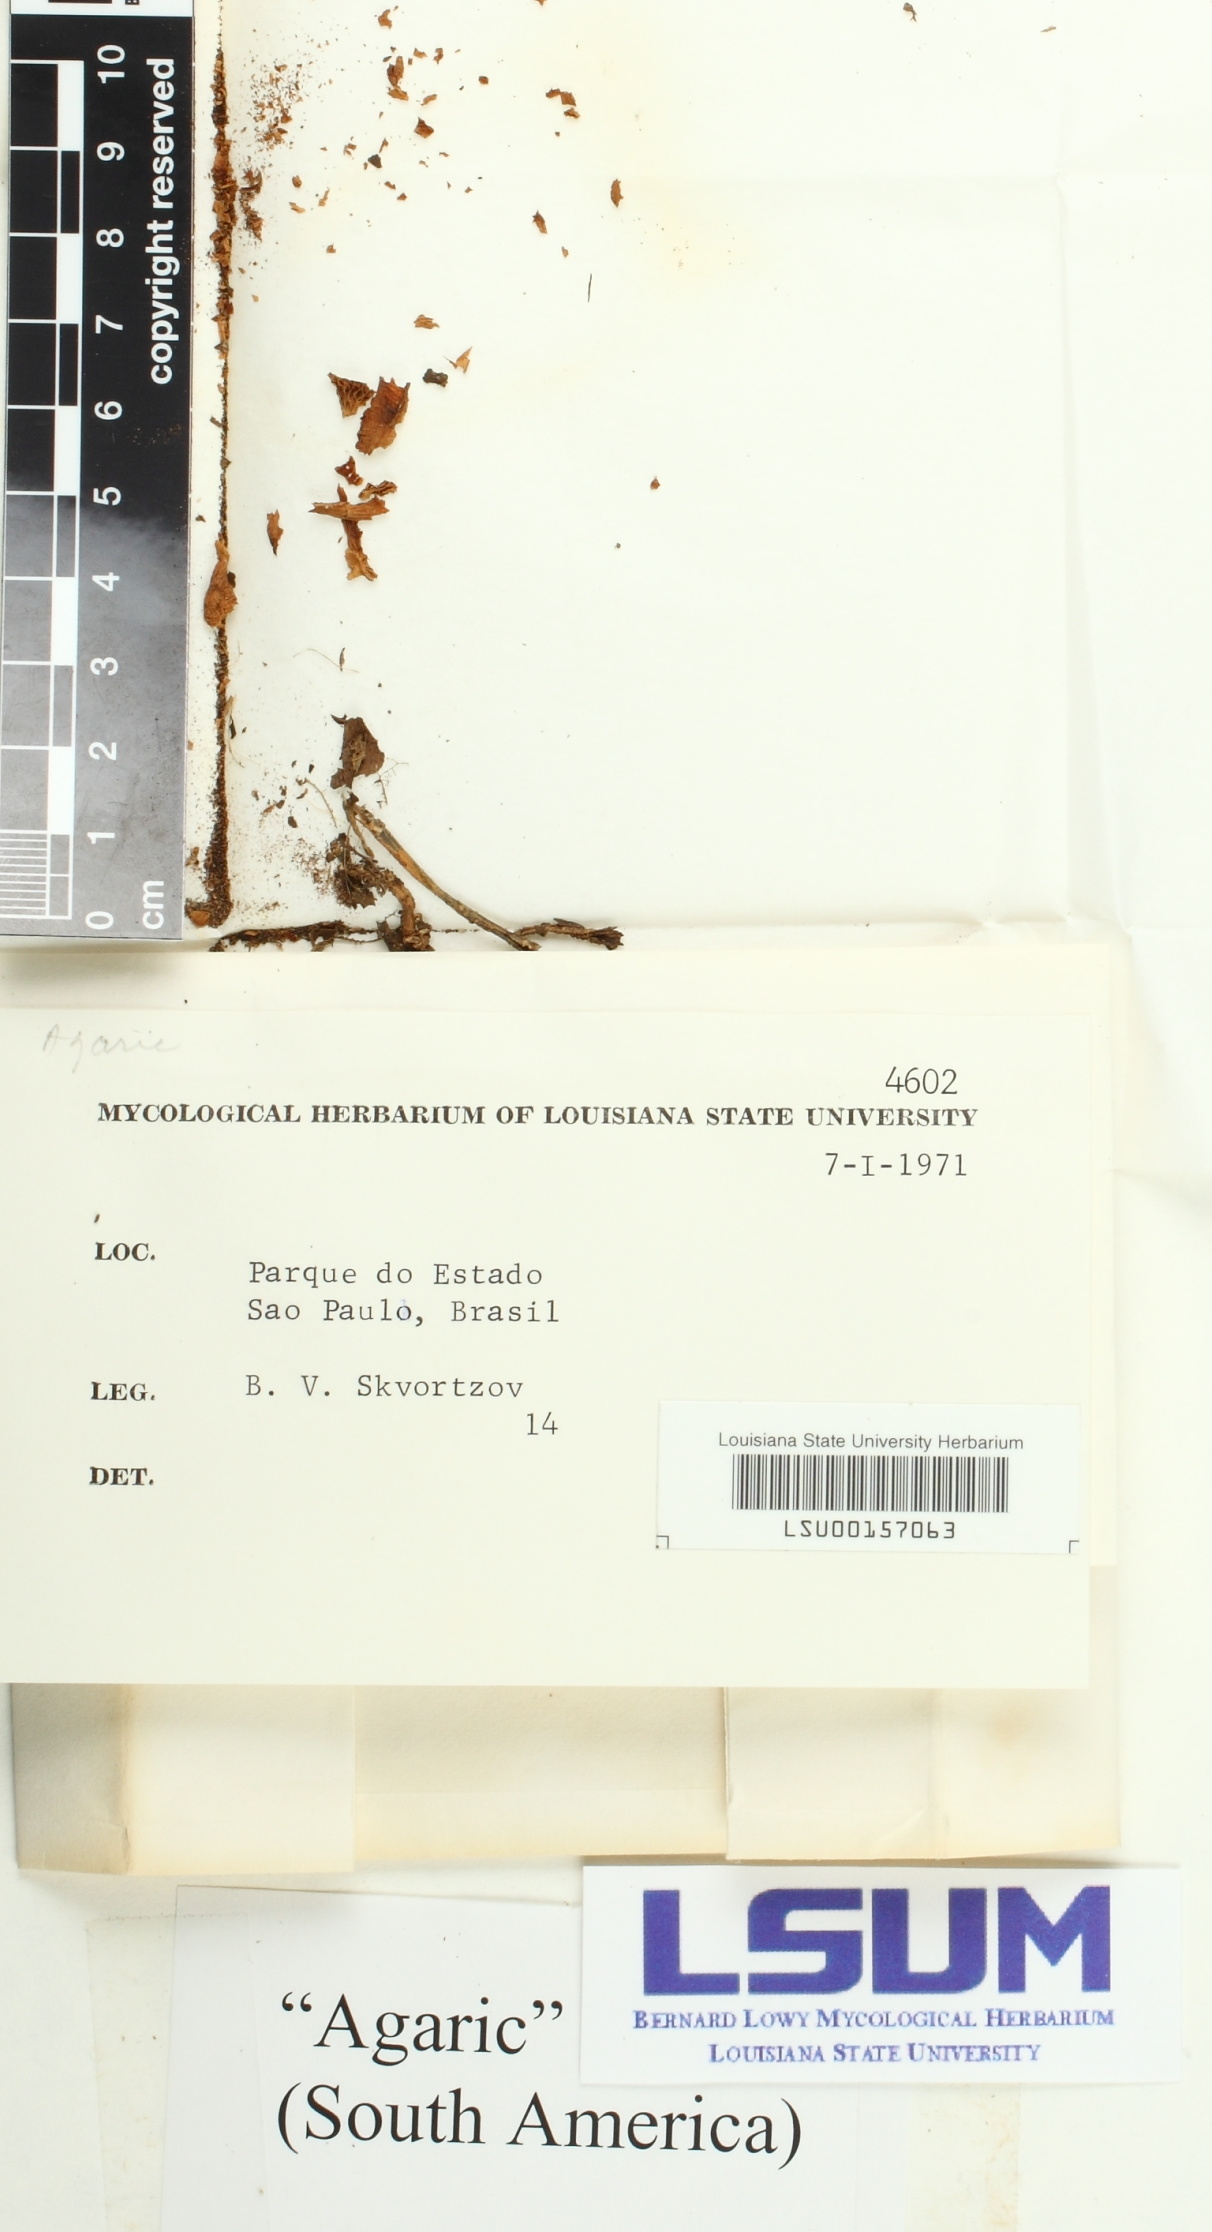 10
9
8
7
6
5
4
3
2
1
0
cm
copyright reserved
Agaric
4602
MYCOLOGICAL HERBARIUM OF LOUISIANA STATE UNIVERSITY
7-I-1971
LOC.
Parque do Estado
Sao Paulo, Brasil
LEG. B. V. Skvortzov
14
DET.
Louisiana State University Herbarium
LSU00157063
LSUM
BERNARD LOWY MYCOLOGICAL HERBARIUM
LOUISIANA STATE UNIVERSITY
“Agaric”
(South America)